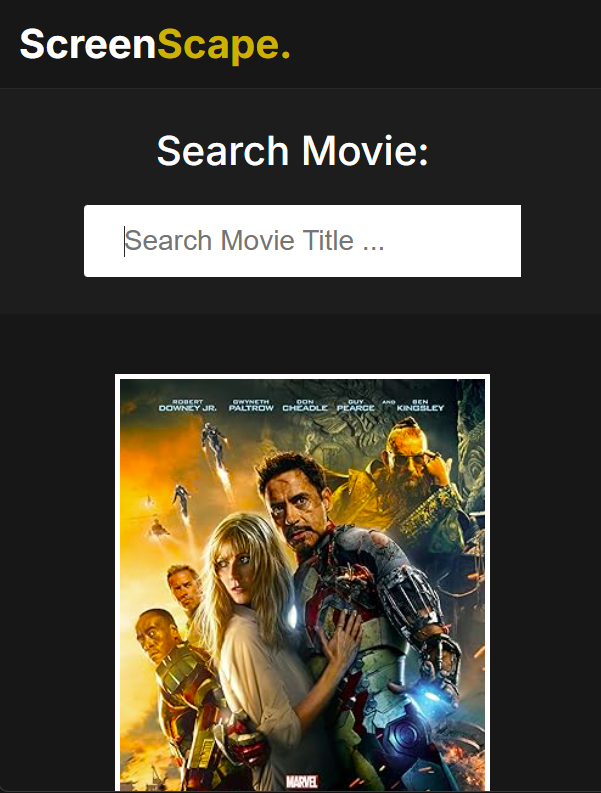 ScreenScape.
Search Movie:
Search Movie Title ...
ROBERT DOWNEY JR. GWYNETH PALTROW DON CHEADLE GUY PEARCE AND BEN KINGSLEY
MARVEL